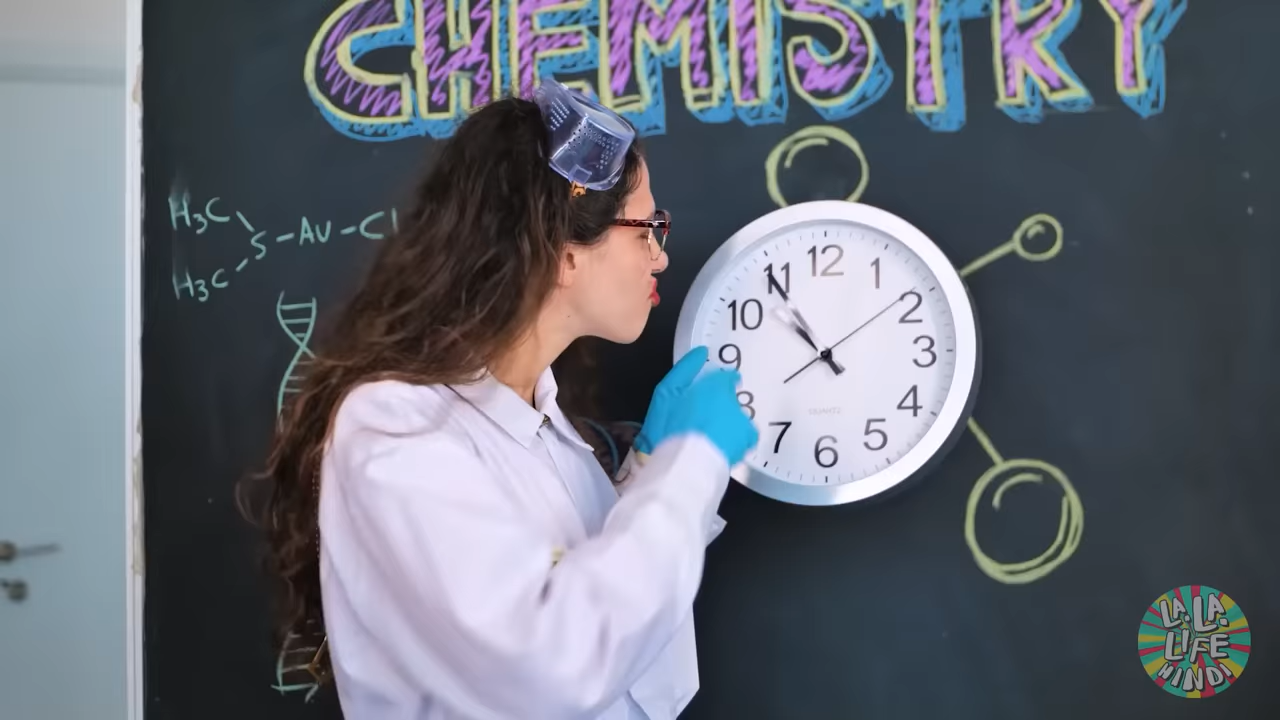 CHEMISTRY
H₃C
S-AU-Cl
H₃C
11 12 1
10 2
9 3
8 4
7 6 5
QUARTZ
LA.LA.
LIFE
HINDI